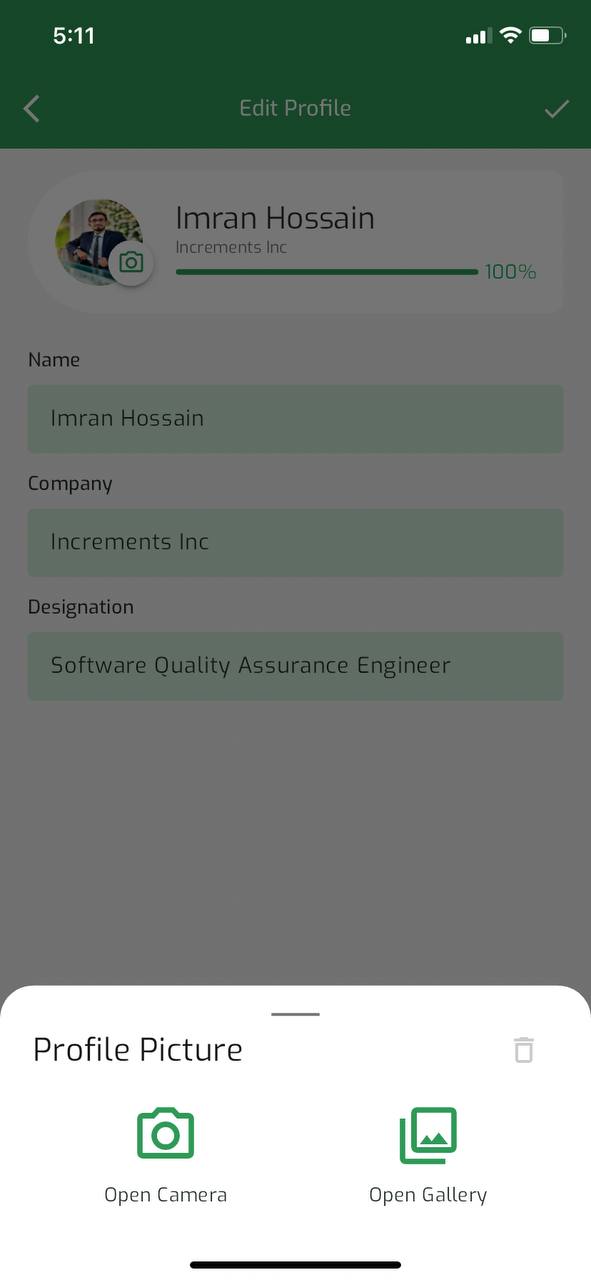 5:11
Edit Profile
Imran Hossain
Increments Inc
100%
Name
Imran Hossain
Company
Increments Inc
Designation
Software Quality Assurance Engineer
Profile Picture
Open Camera
Open Gallery